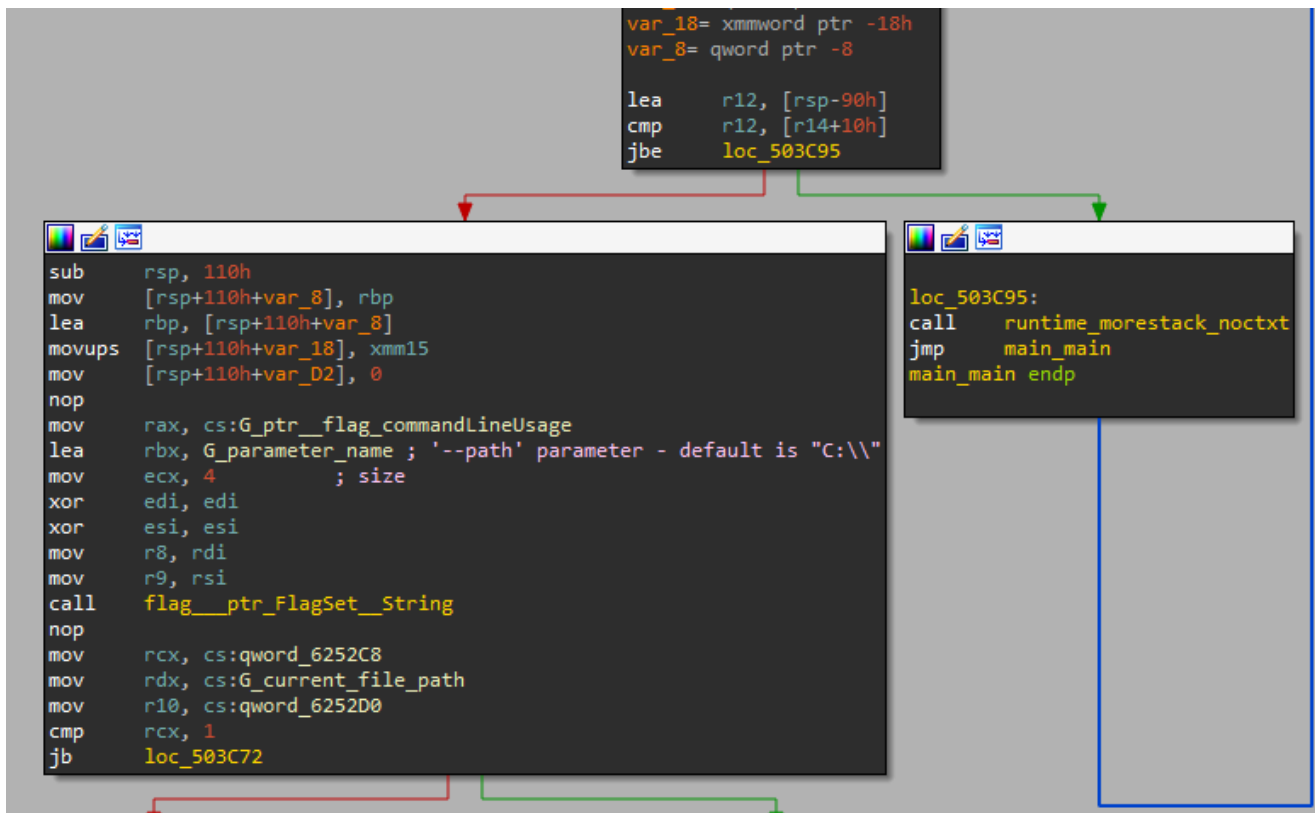 var_18= xmmword ptr -18h
var_8= qword ptr -8
lea r12, [rsp-90h]
cmp r12, [r14+10h]
jbe loc_503C95
sub rsp, 110h
mov [rsp+110h+var_8], rbp
lea rbp, [rsp+110h+var_8]
movups [rsp+110h+var_18], xmm15
mov [rsp+110h+var_D2], 0
nop
mov rax, cs:G_ptr__flag_commandLineUsage
lea rbx, G_parameter_name ; '--path' parameter - default is "C:\\"
mov ecx, 4 ; size
xor edi, edi
xor esi, esi
mov r8, rdi
mov r9, rsi
call flag___ptr_FlagSet__String
nop
mov rcx, cs:qword_6252C8
mov rdx, cs:G_current_file_path
mov r10, cs:qword_6252D0
cmp rcx, 1
jb loc_503C72
loc_503C95:
call runtime_morestack_noctxt
jmp main_main
main_main endp